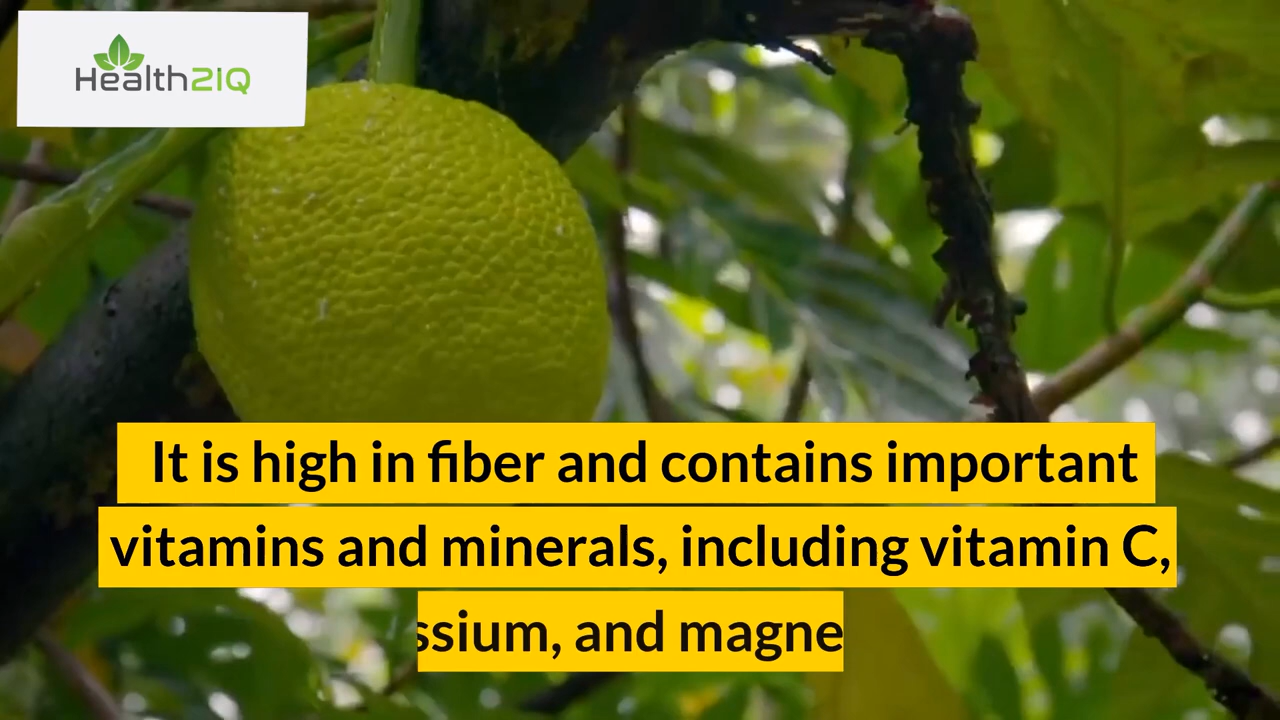 Health2IQ
It is high in fiber and contains important
vitamins and minerals, including vitamin C,
ssium, and magne